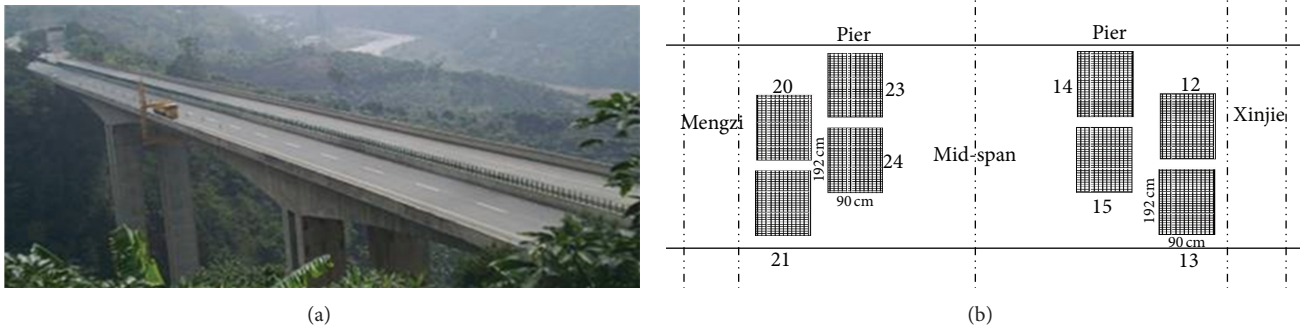 Pier
Pier
20
23
14
12
Mengzi
Xinjie
192 cm
24
Mid-span
90 cm
15
192 cm
90 cm
21
13
(a)
(b)